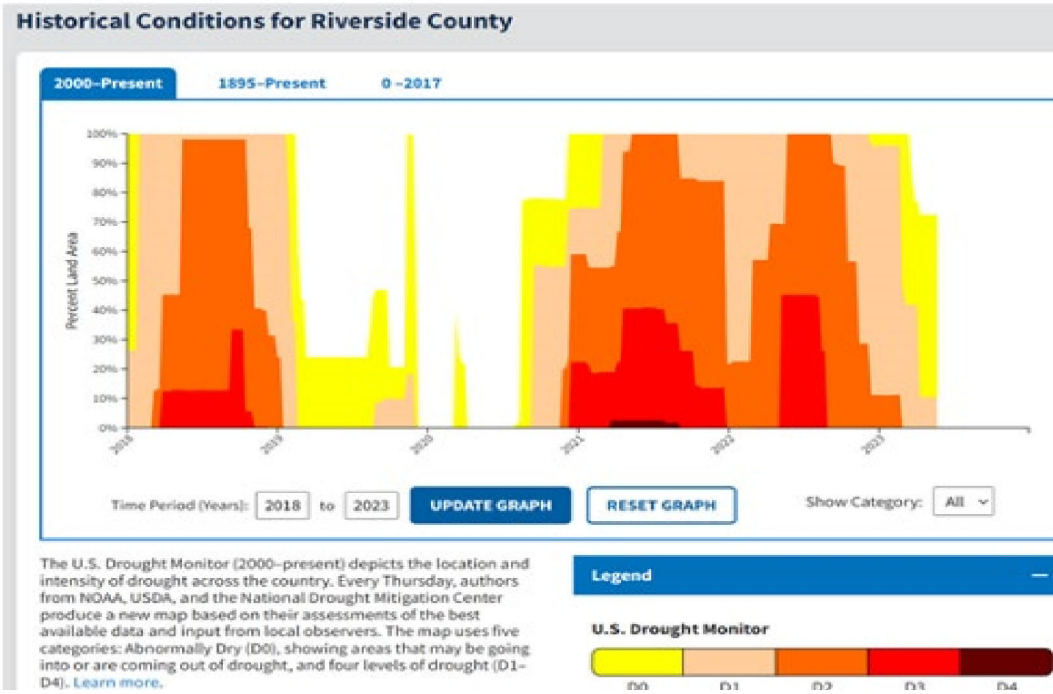 Historical Conditions for Riverside County
2000–Present 1895–Present 0 –2017
100%
90%
80%
70%
60%
50%
40%
30%
20%
10%
0%
Percent Land Area
2018 2019 2020 2021 2022 2023
Time Period (Years): 2018 to 2023 UPDATE GRAPH RESET GRAPH Show Category: All
The U.S. Drought Monitor (2000–present) depicts the location and
intensity of drought across the country. Every Thursday, authors
from NOAA, USDA, and the National Drought Mitigation Center
produce a new map based on their assessments of the best
available data and input from local observers. The map uses five
categories: Abnormally Dry (D0), showing areas that may be going
into or are coming out of drought, and four levels of drought (D1–
D4). Learn more.
Legend
U.S. Drought Monitor
D0 D1 D2 D3 D4